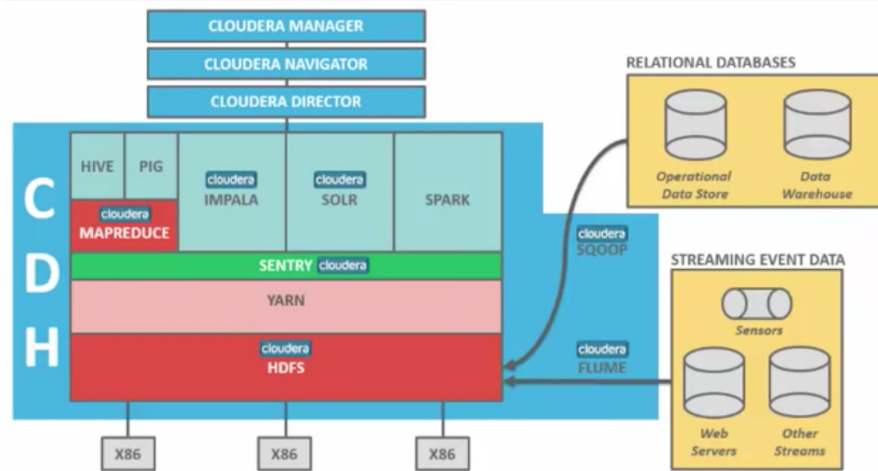 CLOUDERA MANAGER
CLOUDERA NAVIGATOR
CLOUDERA DIRECTOR
C
D
H
HIVE
PIG
cloudera
MAPREDUCE
cloudera
IMPALA
cloudera
SOLR
SPARK
SENTRY cloudera
YARN
cloudera
HDFS
X86
X86
X86
cloudera
SQOOP
cloudera
FLUME
RELATIONAL DATABASES
Operational
Data Store
Data
Warehouse
STREAMING EVENT DATA
Sensors
Web
Servers
Other
Streams